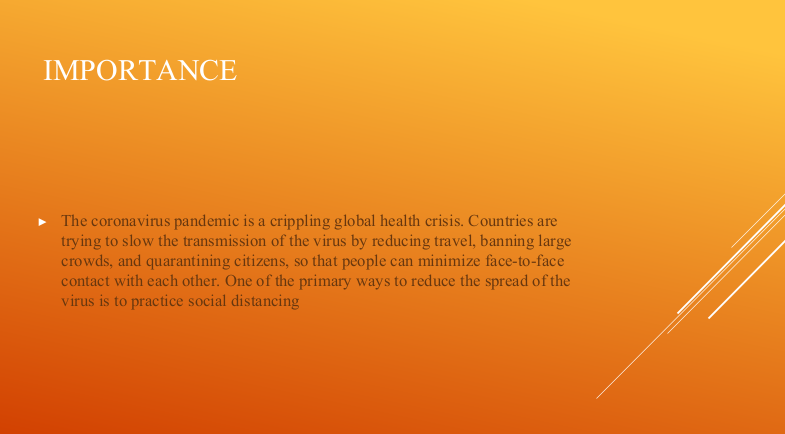 IMPORTANCE
The coronavirus pandemic is a crippling global health crisis. Countries are
trying to slow the transmission of the virus by reducing travel, banning large
crowds, and quarantining citizens, so that people can minimize face-to-face
contact with each other. One of the primary ways to reduce the spread of the
virus is to practice social distancing